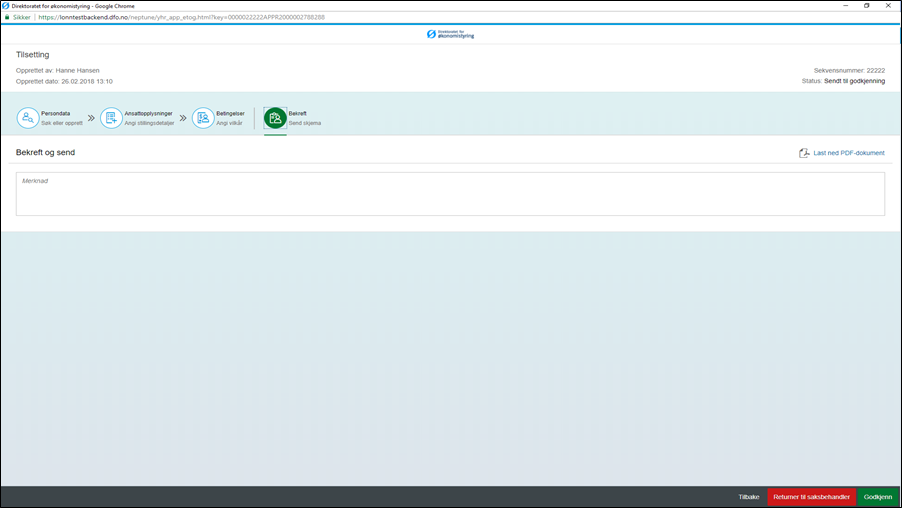 Direktoratet for økonomistyring - Google Chrome
Sikker | https://lonntestbackend.dfo.no/neptune/yhr_app_etog.html?key=0000022222APPR2000002788288
Direktoratet for
økonomistyring
Tilsetting
Opprettet av: Hanne Hansen
Sekvensnummer: 22222
Opprettet dato: 26.02.2018 13:10
Status: Sendt til godkjenning
Persondata
Søk eller opprett
Ansattopplysninger
Angi stillingsdetaljer
Betingelser
Angi vilkår
Bekreft
Send skjema
Bekreft og send
Last ned PDF-dokument
Merknad
Tilbake
Returner til saksbehandler
Godkjenn